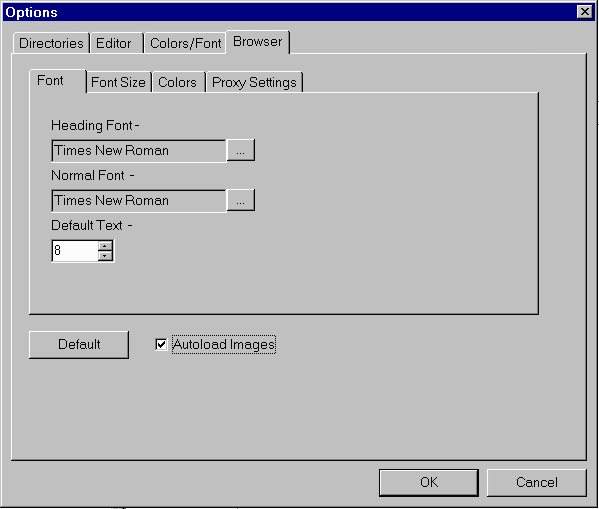 Options
Directories Editor Colors/Font Browser
Font Font Size Colors Proxy Settings
Heading Font -
Times New Roman ...
Normal Font -
Times New Roman ...
Default Text -
8
Default Autoload Images
OK Cancel